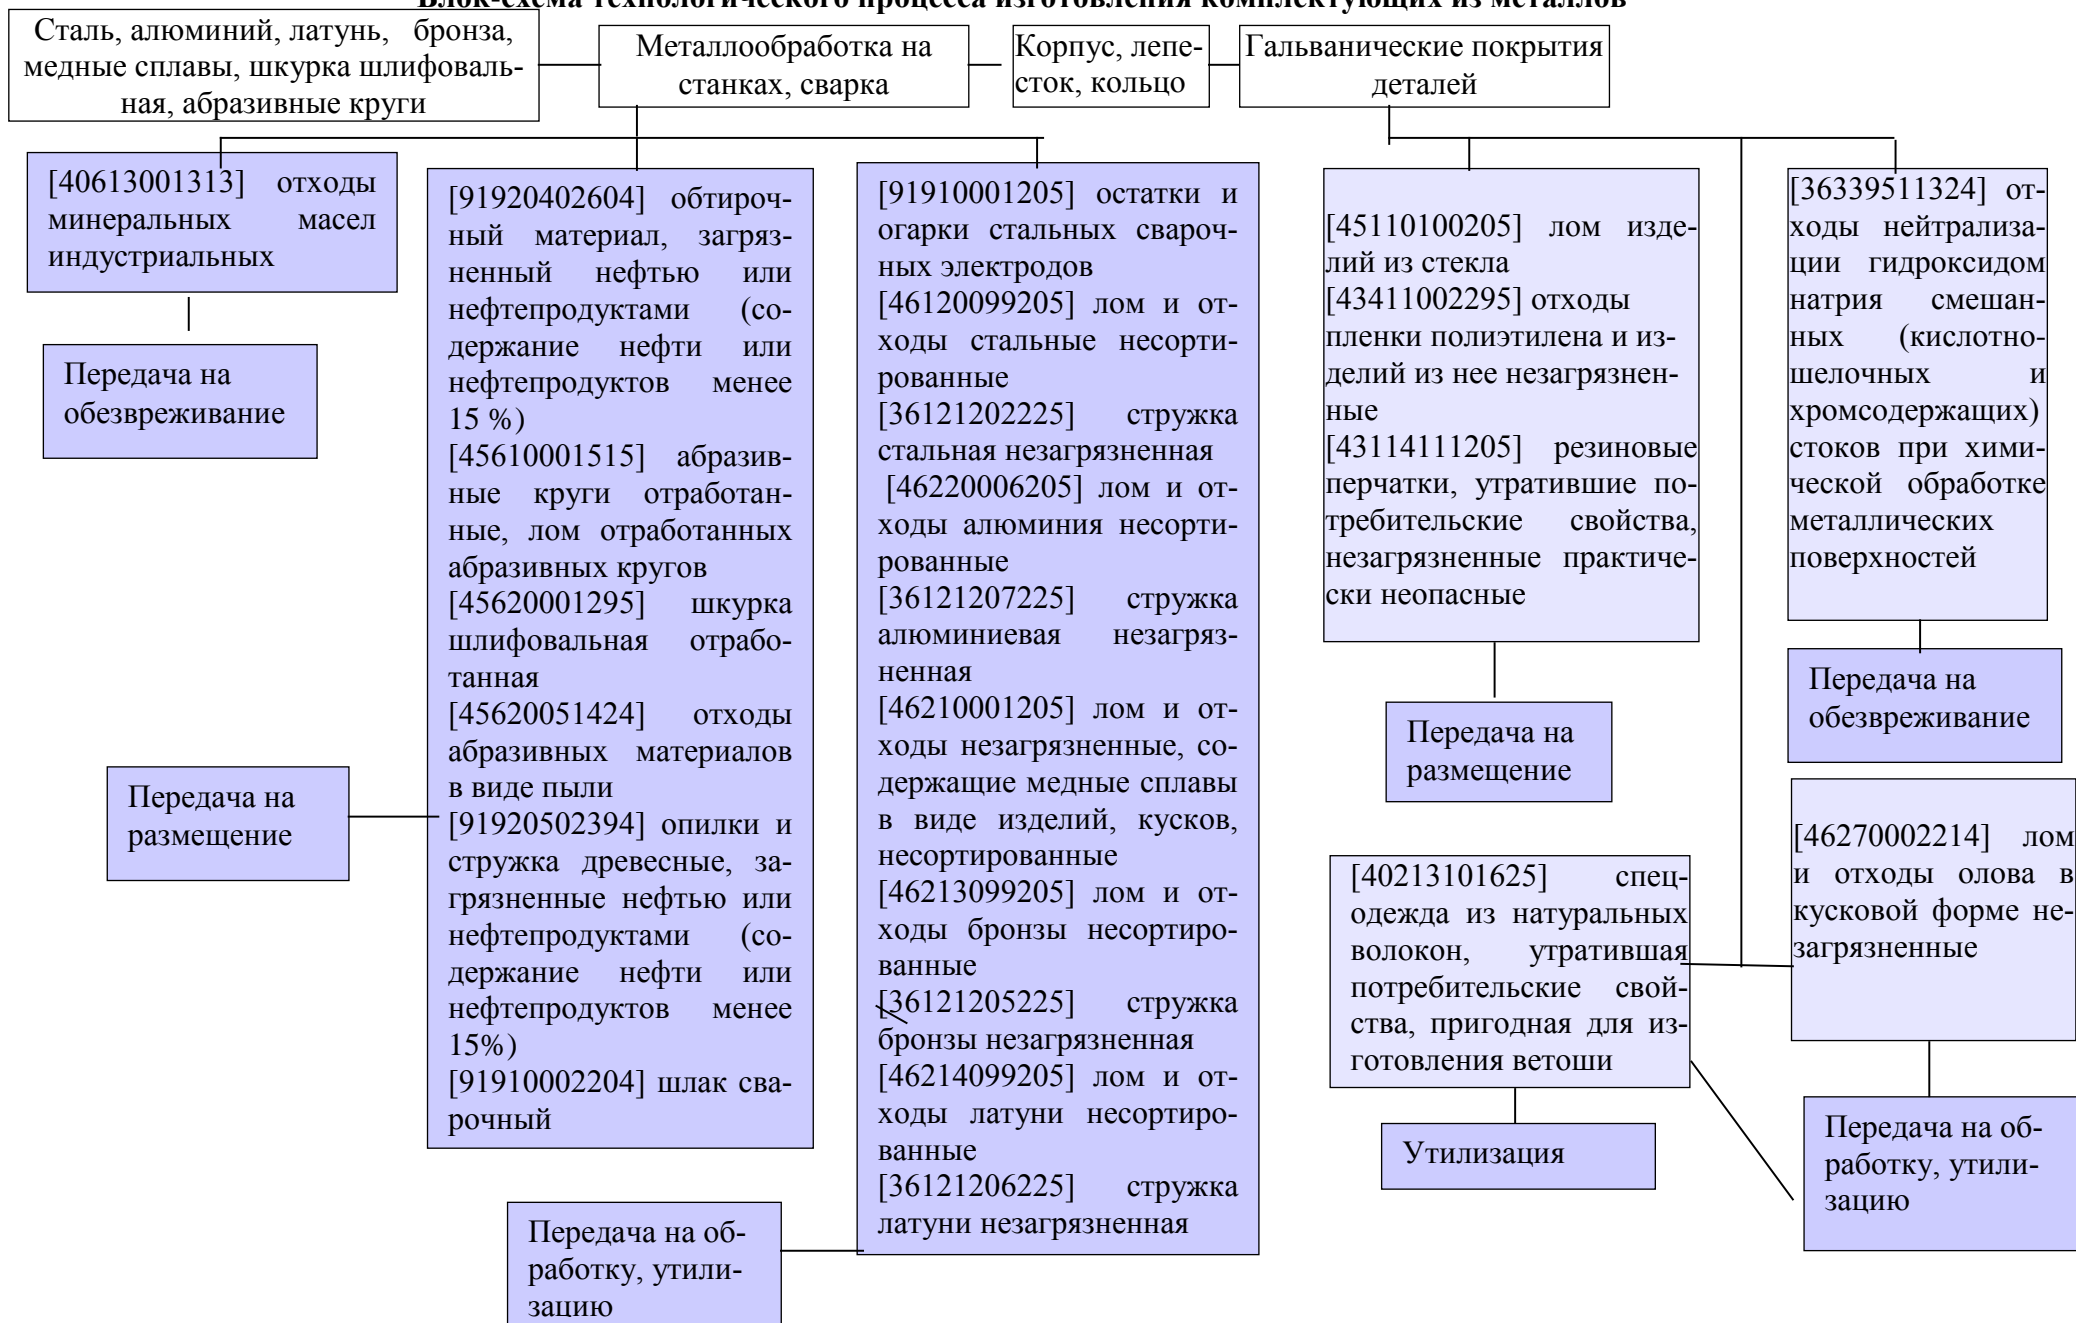 Блок-схема технологического процесса изготовления комплектующих из металлов
Сталь, алюминий, латунь, бронза,
медные сплавы, шкурка шлифоваль-
ная, абразивные круги
Металлообработка на
станках, сварка
Корпус, лепе-
сток, кольцо
Гальванические покрытия
деталей
[40613001313] отходы
минеральных масел
индустриальных
Передача на
обезвреживание
[91920402604] обтироч-
ный материал, загряз-
ненный нефтью или
нефтепродуктами (со-
держание нефти или
нефтепродуктов менее
15 %)
[45610001515] абразив-
ные круги отработан-
ные, лом отработанных
абразивных кругов
[45620001295] шкурка
шлифовальная отрабо-
танная
[45620051424] отходы
абразивных материалов
в виде пыли
[91920502394] опилки и
стружка древесные, за-
грязненные нефтью или
нефтепродуктами (со-
держание нефти или
нефтепродуктов менее
15%)
[91910002204] шлак сва-
рочный
Передача на
размещение
[91910001205] остатки и
огарки стальных свароч-
ных электродов
[46120099205] лом и от-
ходы стальные несорти-
рованные
[36121202225] стружка
стальная незагрязненная
[46220006205] лом и от-
ходы алюминия несорти-
рованные
[36121207225] стружка
алюминиевая незагряз-
ненная
[46210001205] лом и от-
ходы незагрязненные, со-
держащие медные сплавы
в виде изделий, кусков,
несортированные
[46213099205] лом и от-
ходы бронзы несортиро-
ванные
[36121205225] стружка
бронзы незагрязненная
[46214099205] лом и от-
ходы латуни несортиро-
ванные
[36121206225] стружка
латуни незагрязненная
Передача на об-
работку, утили-
зацию
[45110100205] лом изде-
лий из стекла
[43411002295] отходы
пленки полиэтилена и из-
делий из нее незагрязнен-
ные
[43114111205] резиновые
перчатки, утратившие по-
требительские свойства,
незагрязненные практиче-
ски неопасные
Передача на
размещение
[36339511324] от-
ходы нейтрализа-
ции гидроксидом
натрия смешан-
ных (кислотно-
шелочных и
хромсодержащих)
стоков при хими-
ческой обработке
металлических
поверхностей
Передача на
обезвреживание
[40213101625] спец-
одежда из натуральных
волокон, утратившая
потребительские свой-
ства, пригодная для из-
готовления ветоши
Утилизация
[46270002214] лом
и отходы олова в
кусковой форме не-
загрязненные
Передача на об-
работку, утили-
зацию